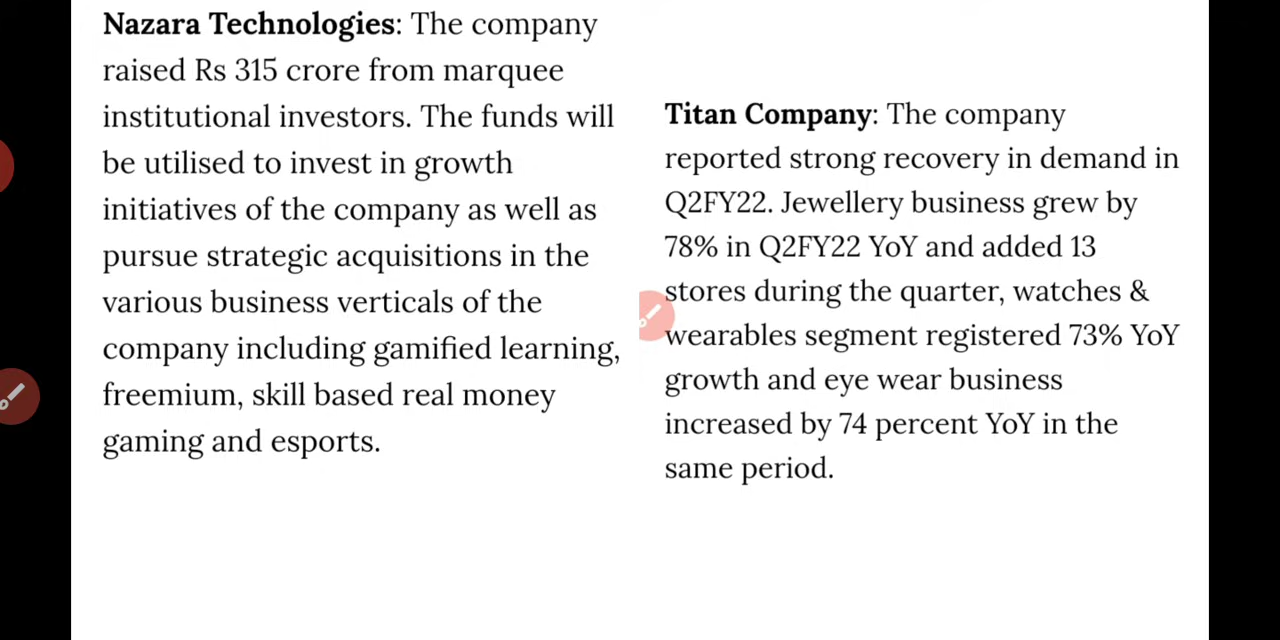 Nazara Technologies: The company
raised Rs 315 crore from marquee
institutional investors. The funds will
be utilised to invest in growth
initiatives of the company as well as
pursue strategic acquisitions in the
various business verticals of the
company including gamified learning,
freemium, skill based real money
gaming and esports.
Titan Company: The company
reported strong recovery in demand in
Q2FY22. Jewellery business grew by
78% in Q2FY22 YoY and added 13
stores during the quarter, watches &
wearables segment registered 73% YoY
growth and eye wear business
increased by 74 percent YoY in the
same period.